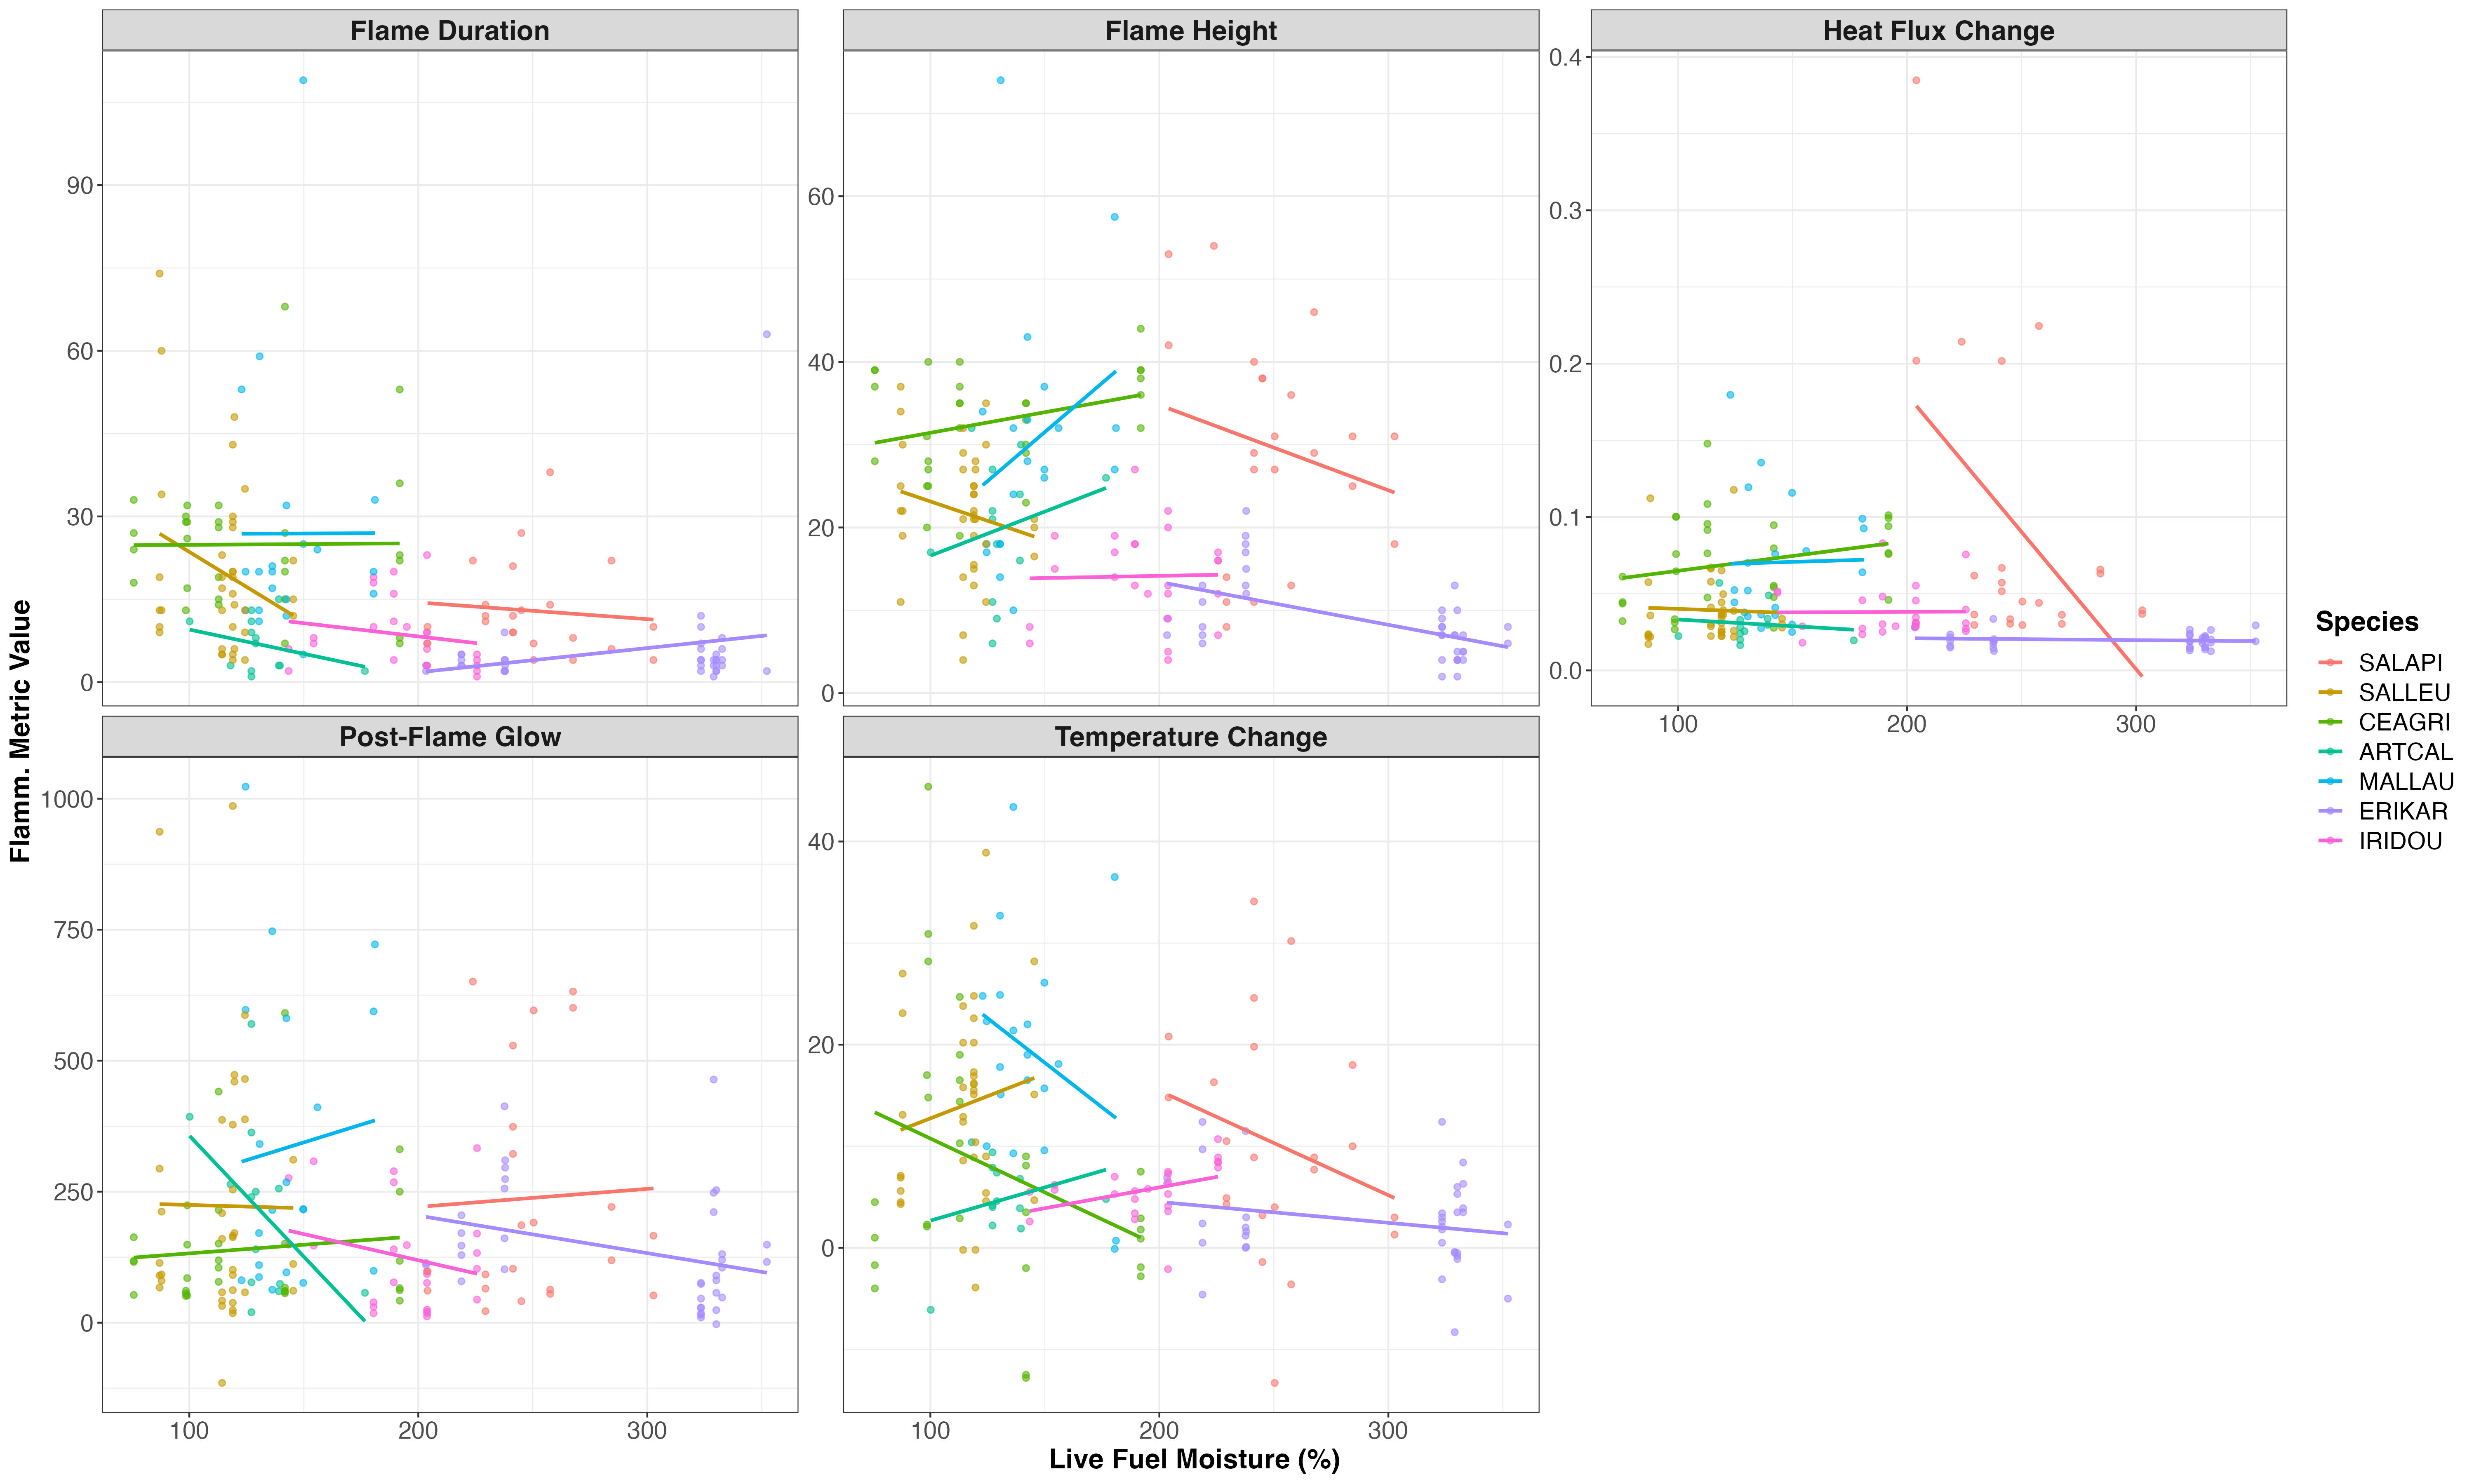 Flame Duration
Flame Height
Heat Flux Change
90
60
30
0
60
40
20
0
0.4
0.3
0.2
0.1
0.0
100 200 300
Post-Flame Glow
Temperature Change
1000
750
500
250
0
40
20
0
100 200 300
100 200 300
Flamm. Metric Value
Live Fuel Moisture (%)
Species
SALAPI
SALLEU
CEAGRI
ARTCAL
MALLAU
ERIKAR
IRIDOU